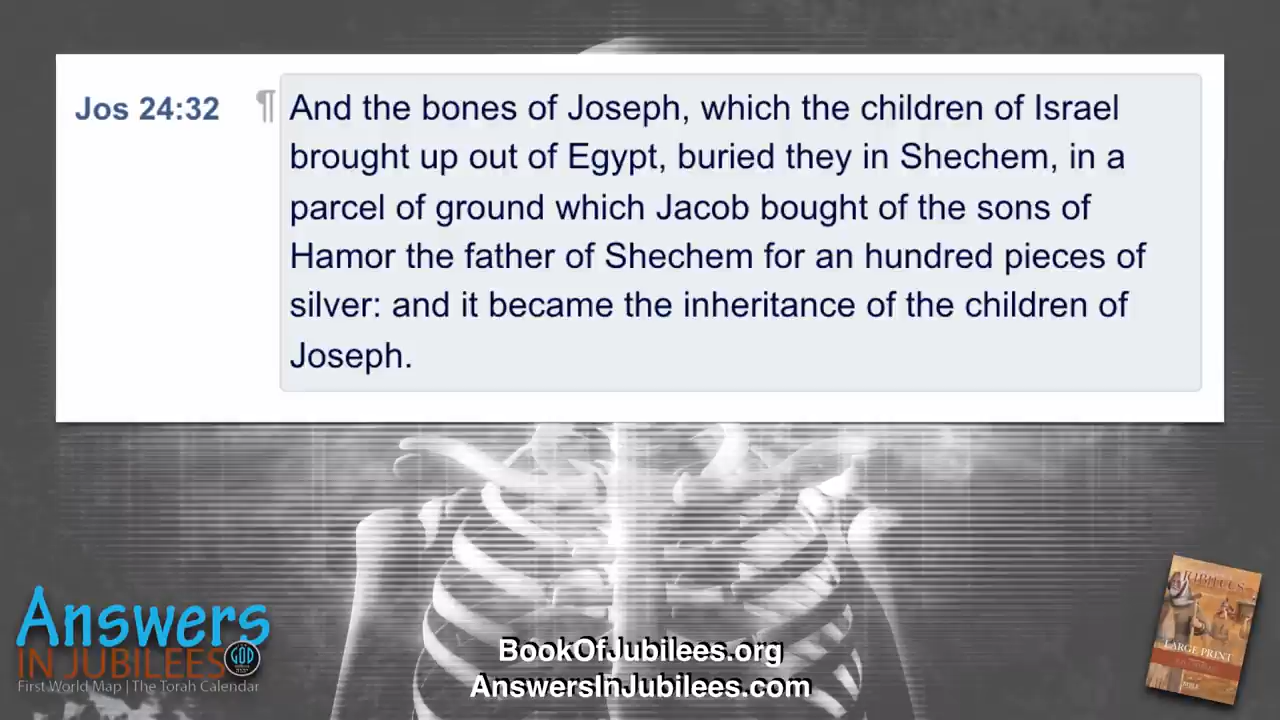 Jos 24:32 ¶ And the bones of Joseph, which the children of Israel
brought up out of Egypt, buried they in Shechem, in a
parcel of ground which Jacob bought of the sons of
Hamor the father of Shechem for an hundred pieces of
silver: and it became the inheritance of the children of
Joseph.
Answers
IN JUBILEES
GOD
First World Map | The Torah Calendar
BookOfJubilees.org
AnswersInJubilees.com
LARGE PRINT